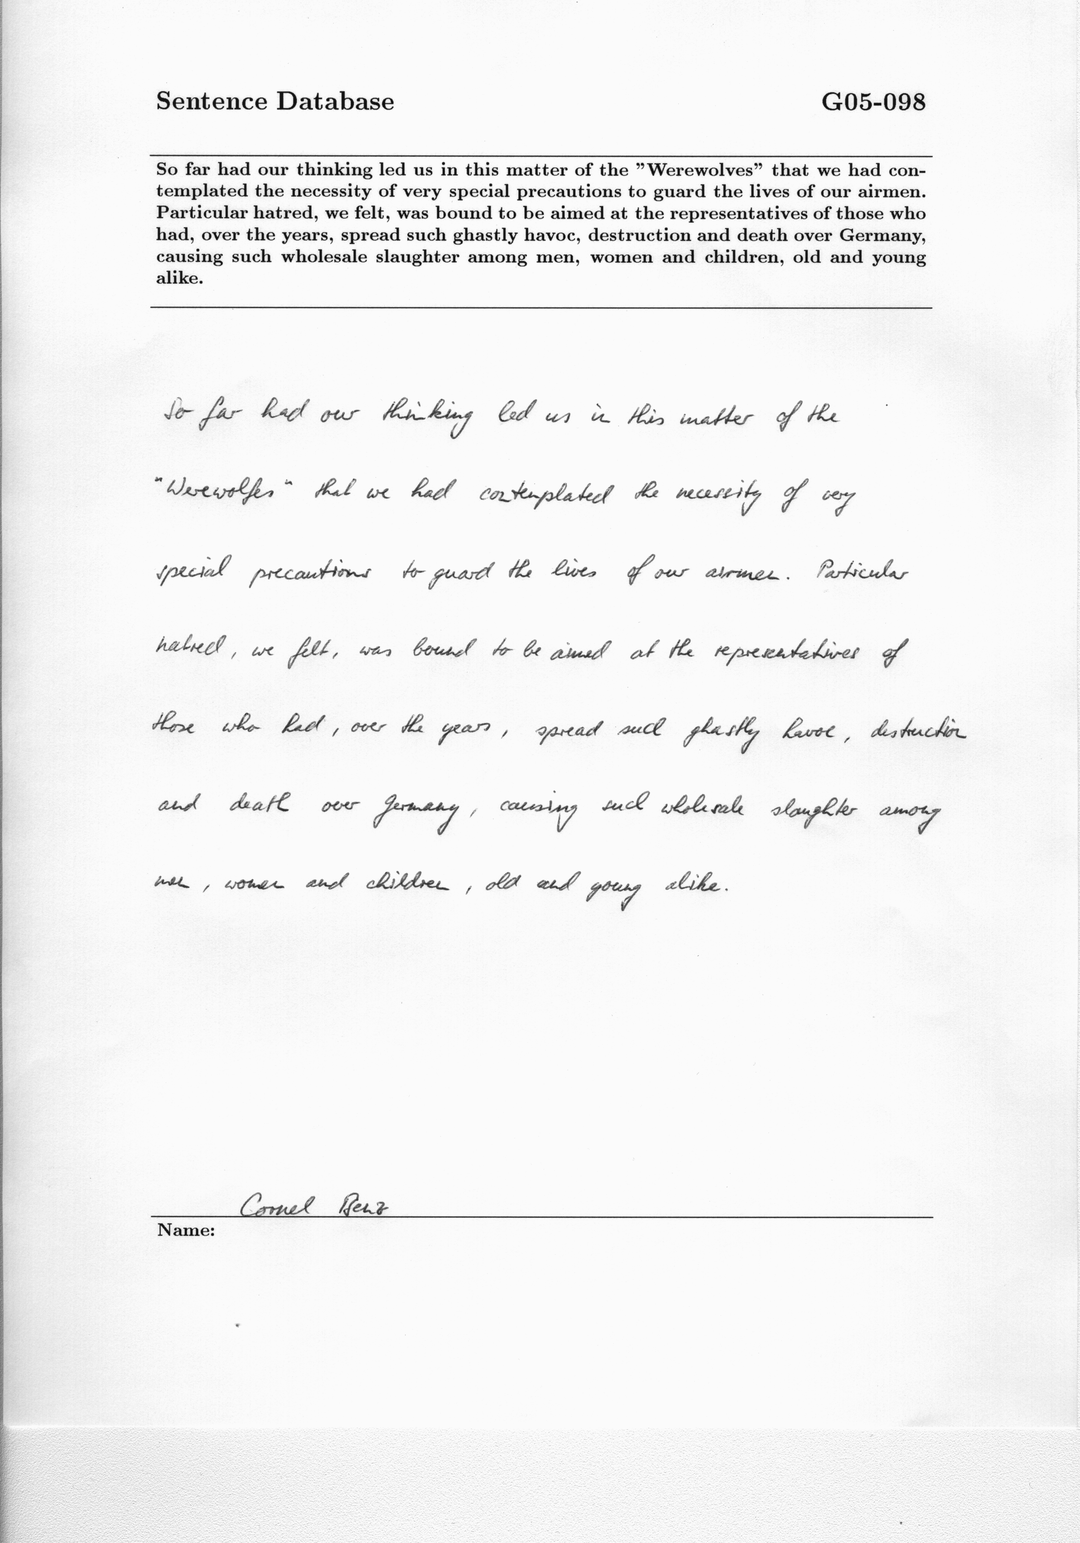 Sentence Database G05-098
So far had our thinking led us in this matter of the ”Werewolves” that we had con-
templated the necessity of very special precautions to guard the lives of our airmen.
Particular hatred, we felt, was bound to be aimed at the representatives of those who
had, over the years, spread such ghastly havoc, destruction and death over Germany,
causing such wholesale slaughter among men, women and children, old and young
alike.
So far had our thinking led us in this matter of the
"Werewolfes" that we had contemplated the necessity of very
special precautions to guard the lives of our airmen. Particular
hatred, we felt, was bound to be aimed at the representatives of
those who had, over the years, spread such ghastly havoc, destruction
and death over Germany, causing such wholesale slaughter among
men, women and children, old and young alike.
Cornel Benz
Name: